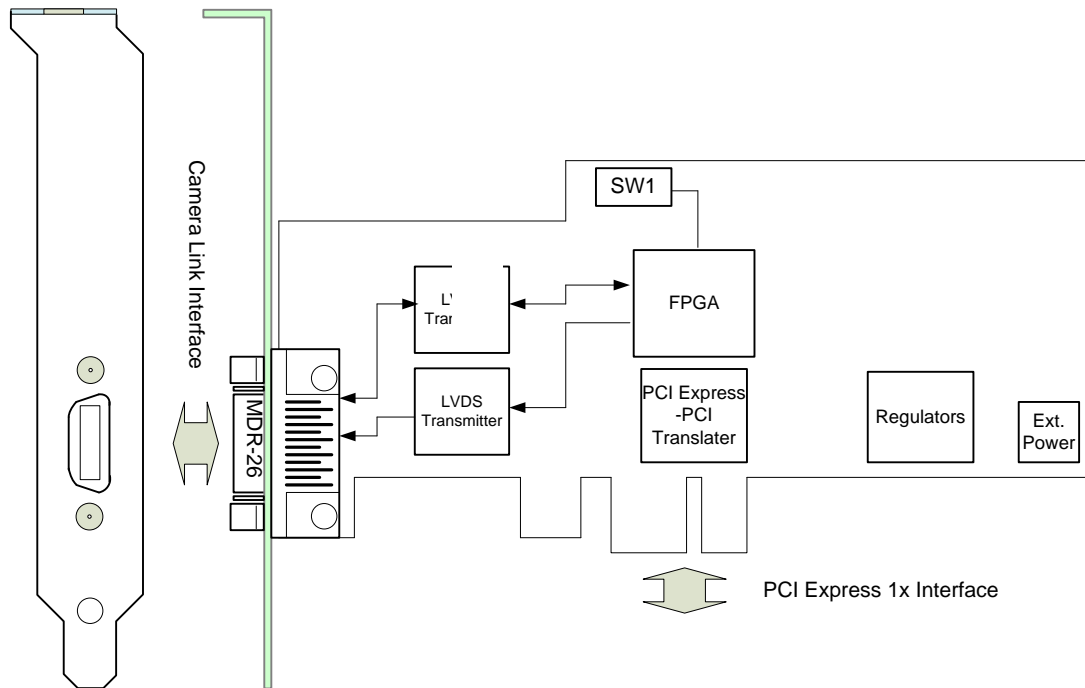 Camera Link Interface
SW1
FPGA
MDR-26
LVDS
Transmitter
PCI Express
-PCI
Translater
Regulators
Ext.
Power
PCI Express 1x Interface